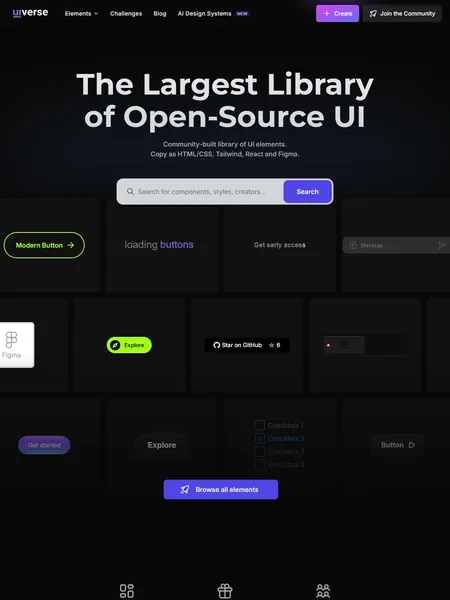 uiverse
Elements
Challenges
Blog
AI Design Systems NEW
+ Create
Join the Community
The Largest Library
of Open-Source UI
Community-built library of UI elements.
Copy as HTML/CSS, Tailwind, React and Figma.
Search for components, styles, creators...
Search
Modern Button
loading buttons
Get early access
Message
Figma
Explore
Star on GitHub 6
Get started
Explore
Checkbox 1
Checkbox 2
Checkbox 3
Checkbox 4
Button
Browse all elements